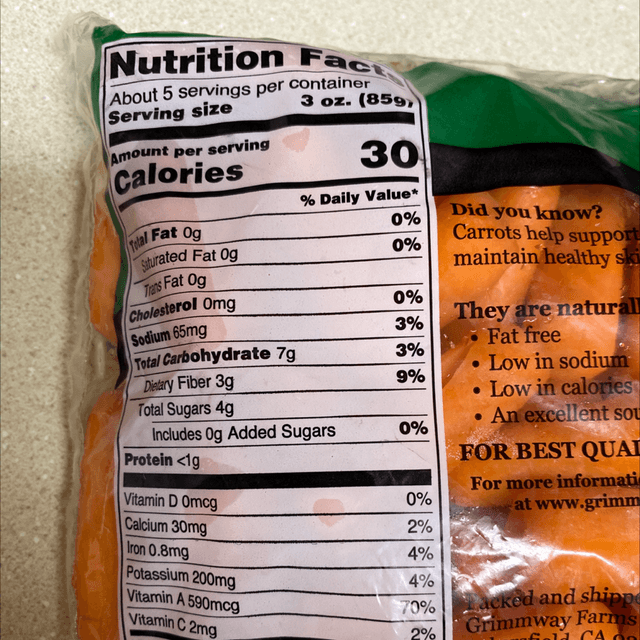 Nutrition Facts
About 5 servings per container
Serving size 3 oz. (85g)
Amount per serving
Calories 30
% Daily Value*
Total Fat 0g 0%
Saturated Fat 0g 0%
Trans Fat 0g
Cholesterol 0mg 0%
Sodium 65mg 3%
Total Carbohydrate 7g 3%
Dietary Fiber 3g 9%
Total Sugars 4g
Includes 0g Added Sugars 0%
Protein <1g
Vitamin D 0mcg 0%
Calcium 30mg 2%
Iron 0.8mg 4%
Potassium 200mg 4%
Vitamin A 590mcg 70%
Vitamin C 2mg 2%
Did you know?
Carrots help support
maintain healthy
They are
• Fat free
• Low in sodium
• Low in calories
• An excellent
FOR BEST
For more
at
Packed and
Grimmway Farms
CA